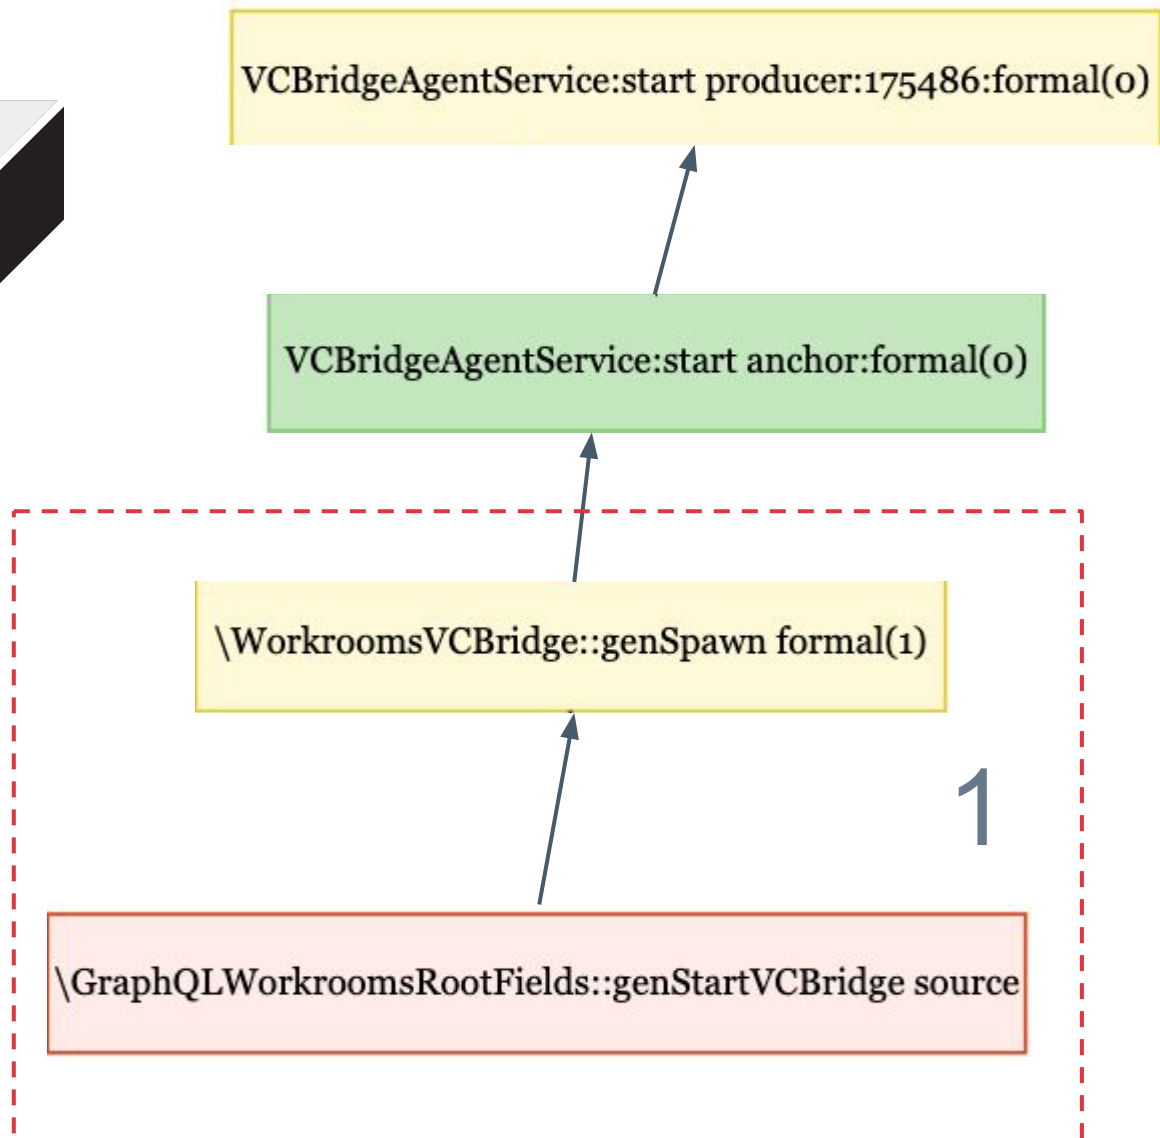 VCBridgeAgentService:start producer:175486:formal(0)
VCBridgeAgentService:start anchor:formal(0)
\WorkroomsVCBridge::genSpawn formal(1)
1
\GraphQLWorkroomsRootFields::genStartVCBridge source